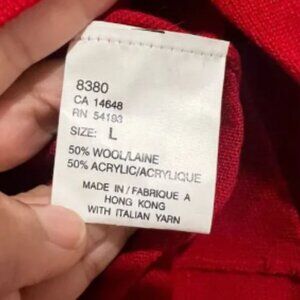 8380
CA 14648
RN 54193
SIZE: L
50% WOOL/LAINE
50% ACRYLIC/ACRYLIQUE
MADE IN / FABRIQUE A
HONG KONG
WITH ITALIAN YARN